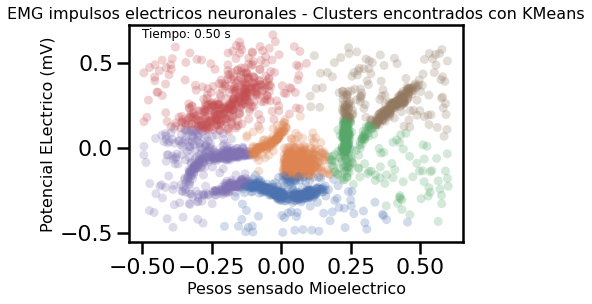 EMG impulsos electricos neuronales - Clusters encontrados con KMeans
Tiempo: 0.50 s
Potencial ELectrico (mV)
0.5
0.0
−0.5
−0.50 −0.25 0.00 0.25 0.50
Pesos sensado Mioelectrico